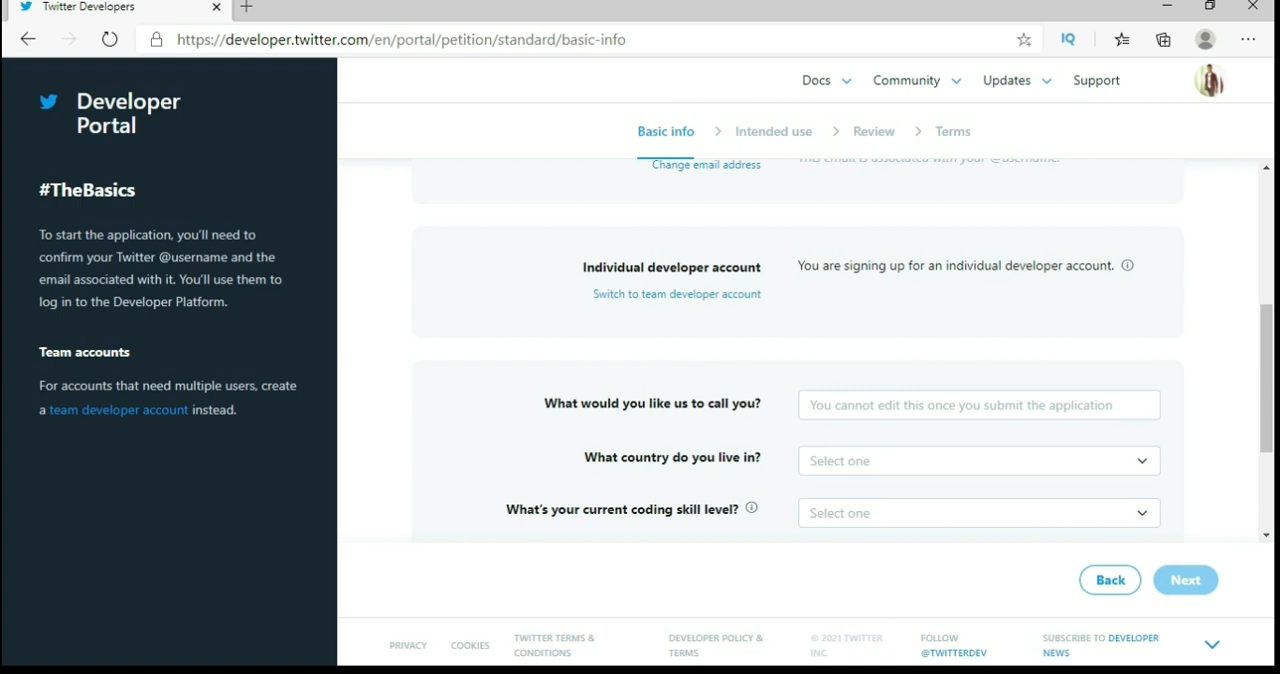 Twitter Developers
https://developer.twitter.com/en/portal/petition/standard/basic-info
IQ
Developer
Portal
Docs
Community
Updates
Support
Basic info
Intended use
Review
Terms
#TheBasics
To start the application, you'll need to
confirm your Twitter @username and the
email associated with it. You'll use them to
log in to the Developer Platform.
Team accounts
For accounts that need multiple users, create
a team developer account instead.
Change email address
This email is associated with your @username.
Individual developer account
You are signing up for an individual developer account.
Switch to team developer account
What would you like us to call you?
You cannot edit this once you submit the application
What country do you live in?
Select one
What's your current coding skill level?
Select one
Back
Next
PRIVACY
COOKIES
TWITTER TERMS &
CONDITIONS
DEVELOPER POLICY &
TERMS
© 2021 TWITTER
INC.
FOLLOW
@TWITTERDEV
SUBSCRIBE TO DEVELOPER
NEWS